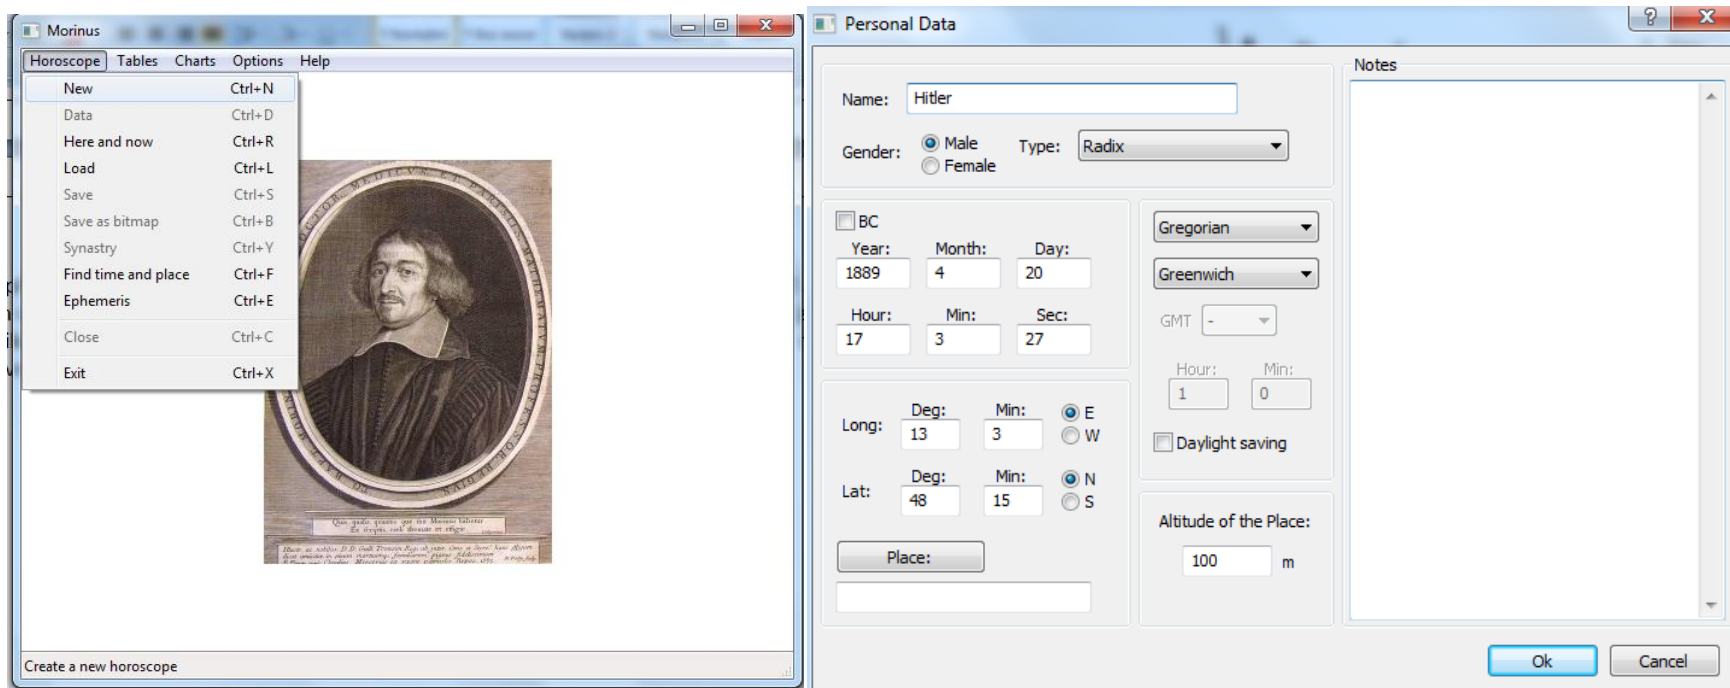 Morinus
Horoscope Tables Charts Options Help
New Ctrl+N
Data Ctrl+D
Here and now Ctrl+R
Load Ctrl+L
Save Ctrl+S
Save as bitmap Ctrl+B
Synastry Ctrl+Y
Find time and place Ctrl+F
Ephemeris Ctrl+E
Close Ctrl+C
Exit Ctrl+X
Create a new horoscope
Personal Data
Name: Hitler
Gender: Male Type: Radix
Female
BC
Year: Month: Day:
1889 4 20
Hour: Min: Sec:
17 3 27
Gregorian
Greenwich
GMT -
Hour: Min:
1 0
Daylight saving
Deg: Min:
Long: 13 3 E
W
Deg: Min:
Lat: 48 15 N
S
Place:
Altitude of the Place:
100 m
Notes
Ok Cancel